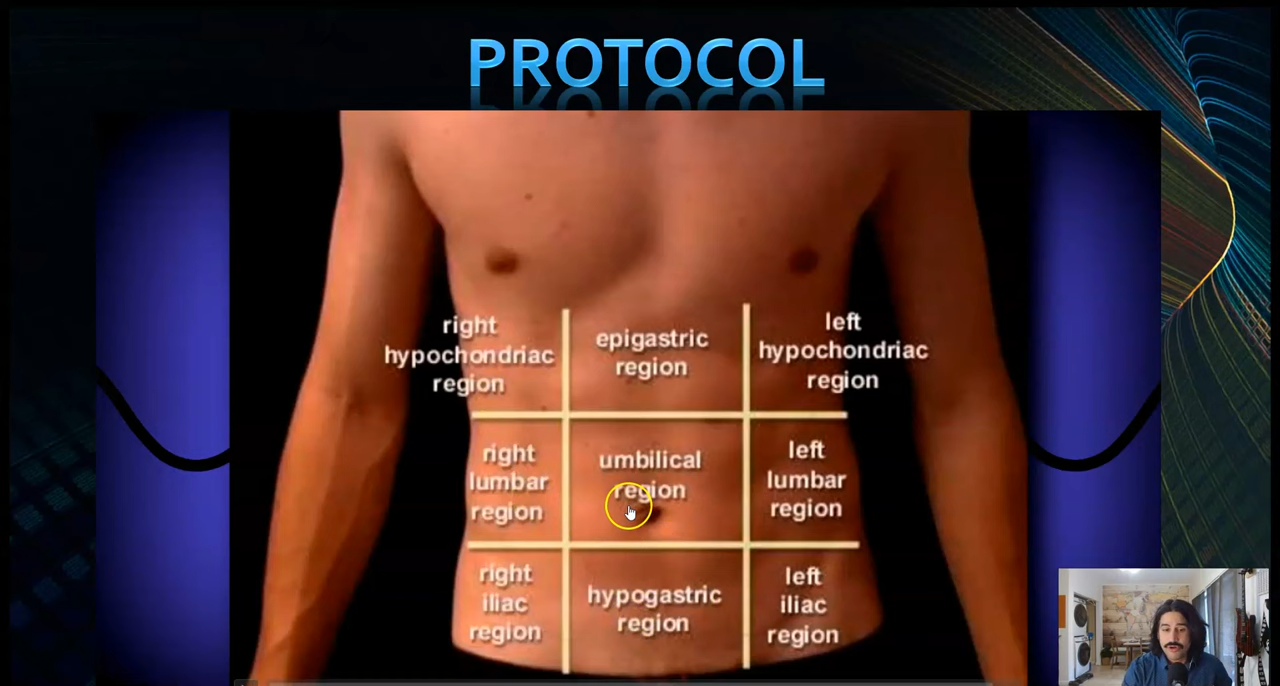 PROTOCOL
right
hypochondriac
region
epigastric
region
left
hypochondriac
region
right
lumbar
region
umbilical
region
left
lumbar
region
right
iliac
region
hypogastric
region
left
iliac
region